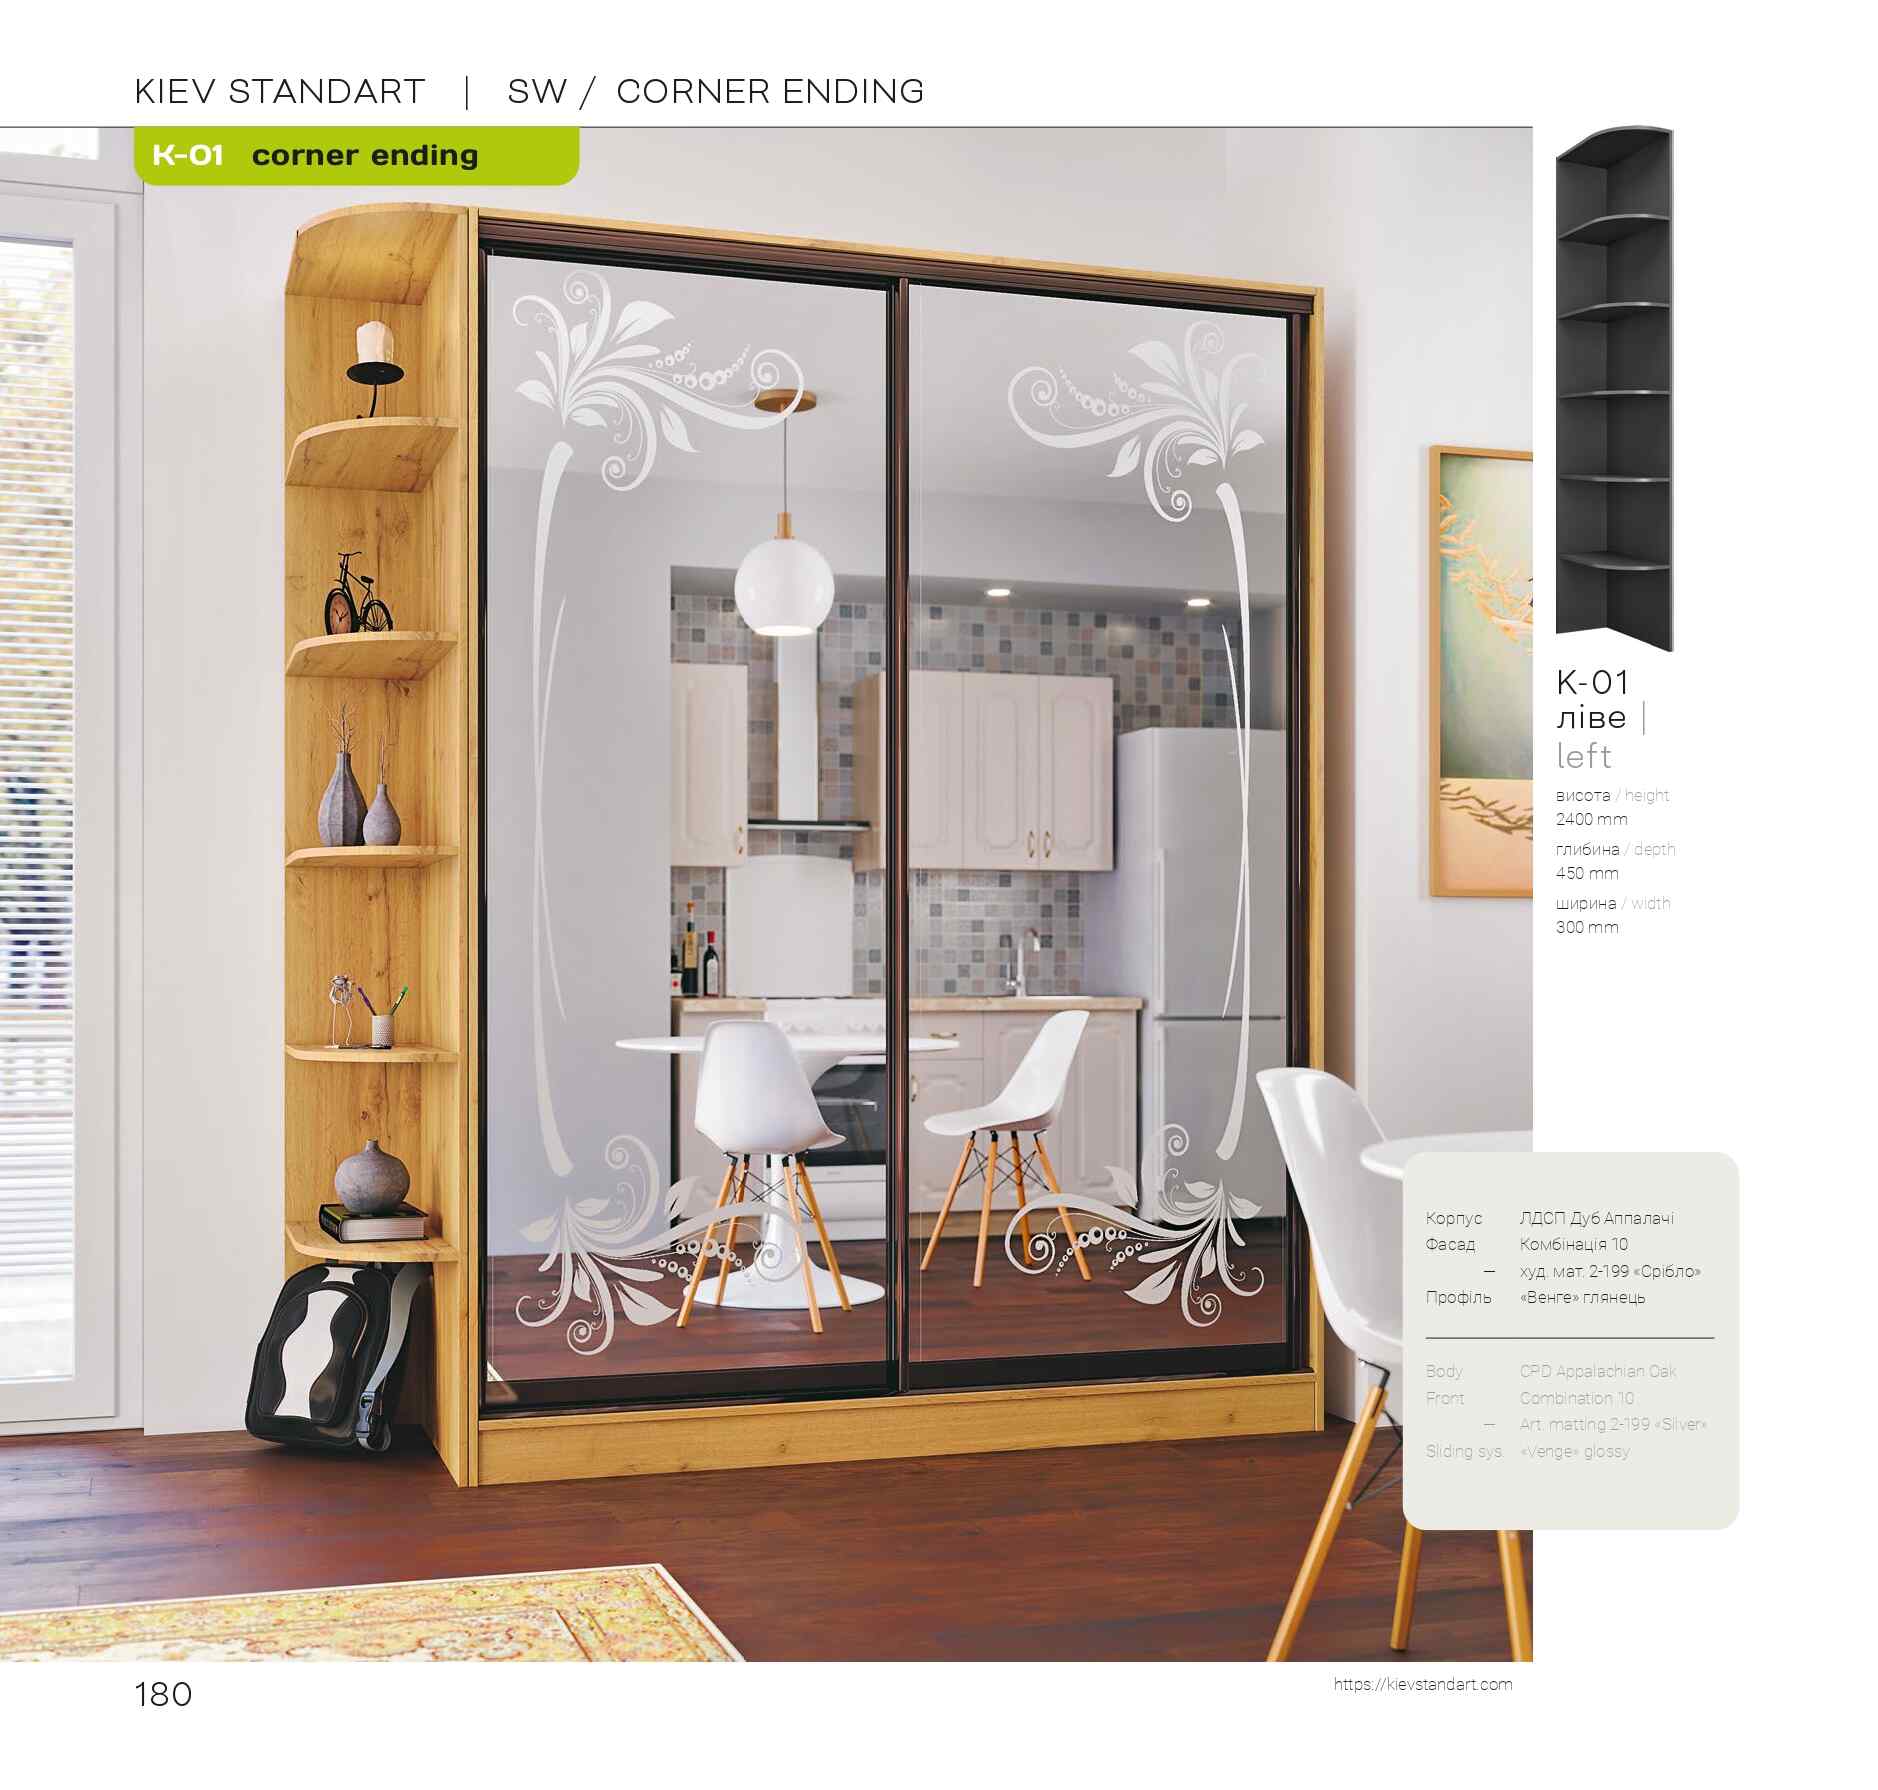 KIEV STANDART | SW / CORNER ENDING
K-01 corner ending
K-01
ліве |
left
висота / height
2400 mm
глибина / depth
450 mm
ширина / width
300 mm
Корпус ЛДСП Дуб Аппалачі
Фасад Комбінація 10
— худ. мат. 2-199 «Срібло»
Профіль «Венге» глянець
Body CPD Appalachian Oak
Front Combination 10
— Art. matting 2-199 «Silver»
Sliding sys. «Venge» glossy
180
https://kievstandart.com